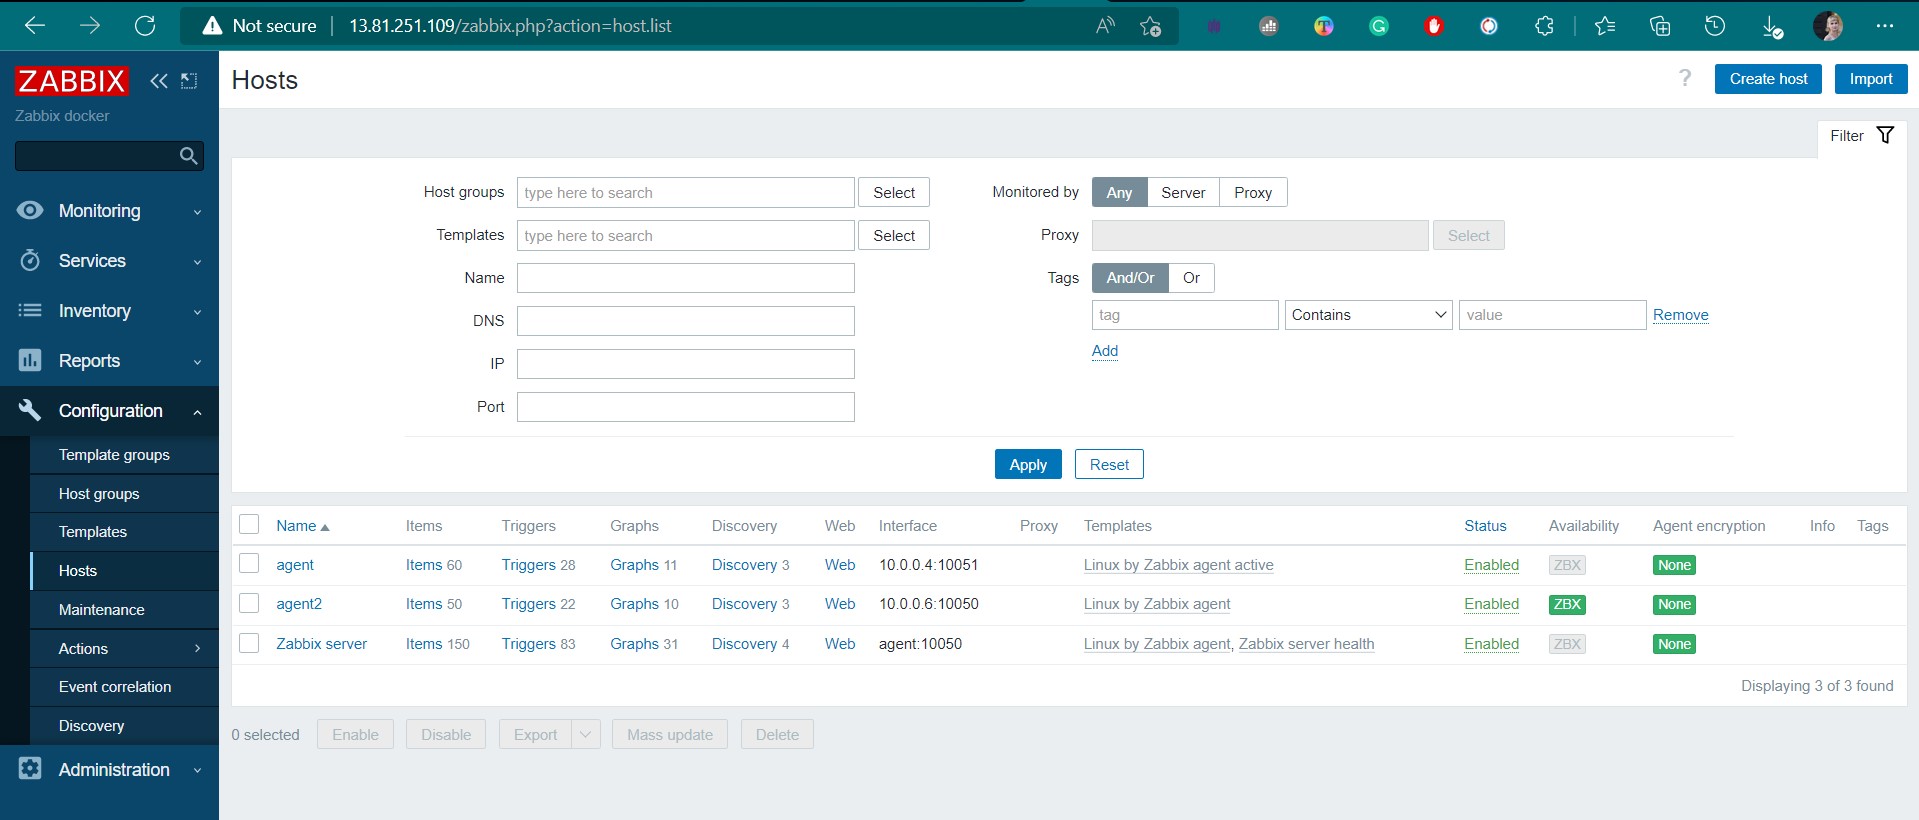 Not secure 13.81.251.109/zabbix.php?action=host.list
ZABBIX
Zabbix docker
Monitoring
Services
Inventory
Reports
Configuration
Template groups
Host groups
Templates
Hosts
Maintenance
Actions
Event correlation
Discovery
Administration
Hosts ? Create host Import
Filter
Host groups type here to search Select
Templates type here to search Select
Name
DNS
IP
Port
Monitored by Any Server Proxy
Proxy Select
Tags And/Or Or
tag Contains value Remove
Add
Apply Reset
Name Items Triggers Graphs Discovery Web Interface Proxy Templates Status Availability Agent encryption Info Tags
agent Items 60 Triggers 28 Graphs 11 Discovery 3 Web 10.0.0.4:10051 Linux by Zabbix agent active Enabled ZBX None
agent2 Items 50 Triggers 22 Graphs 10 Discovery 3 Web 10.0.0.6:10050 Linux by Zabbix agent Enabled ZBX None
Zabbix server Items 150 Triggers 83 Graphs 31 Discovery 4 Web agent:10050 Linux by Zabbix agent, Zabbix server health Enabled ZBX None
Displaying 3 of 3 found
0 selected Enable Disable Export Mass update Delete